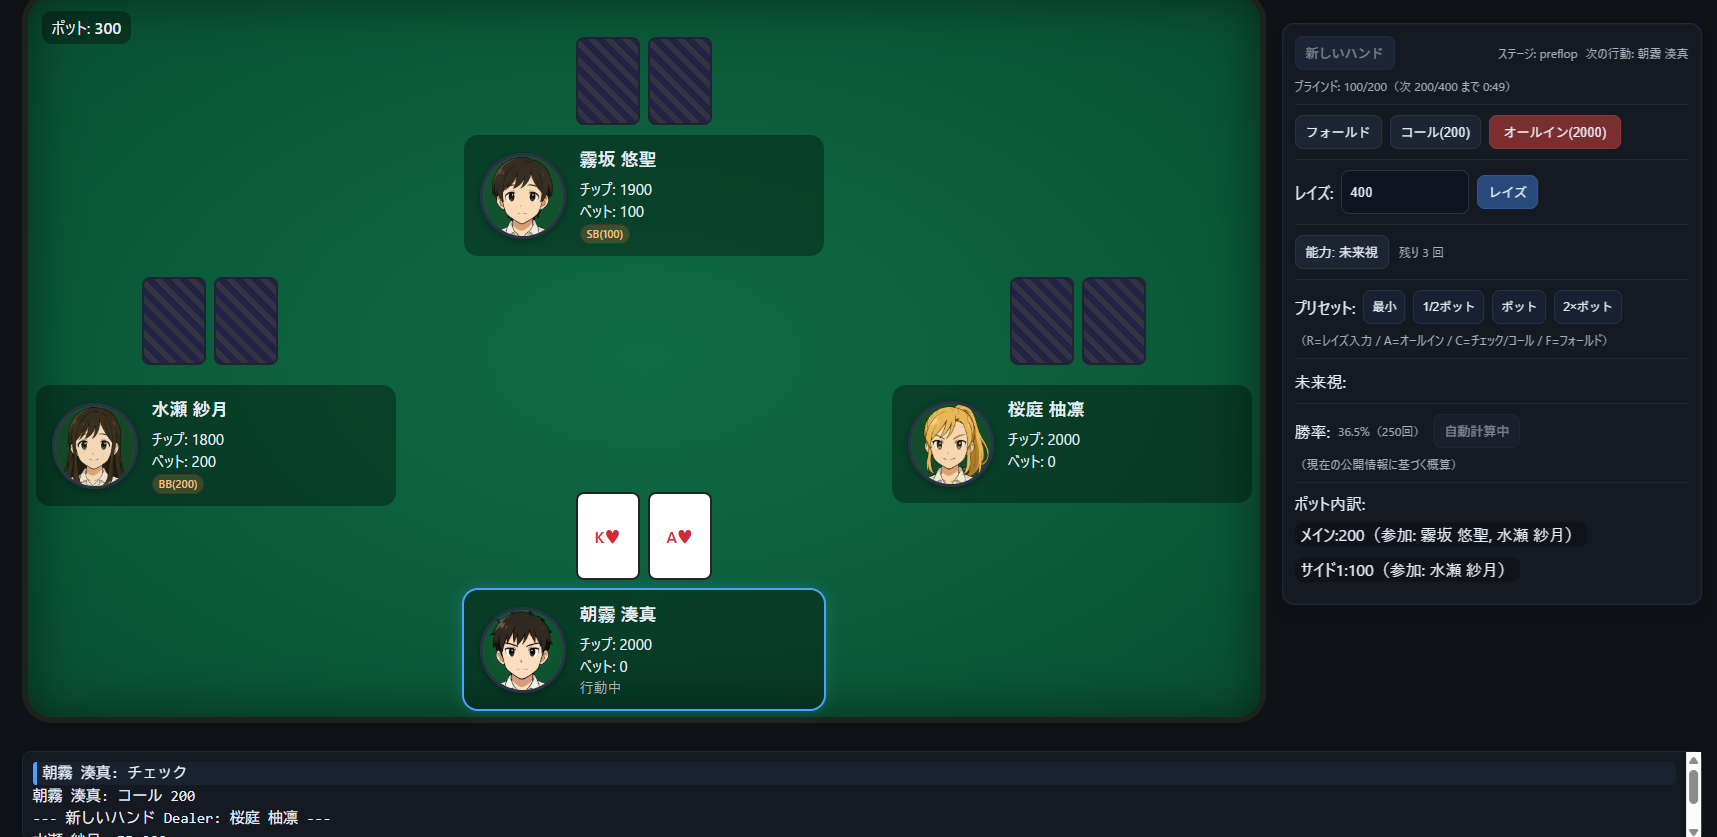 ポット: 300
霧坂 悠聖
チップ: 1900
ベット: 100
SB(100)
水瀬 紗月
チップ: 1800
ベット: 200
BB(200)
桜庭 柚凛
チップ: 2000
ベット: 0
K♥ A♥
朝霧 湊真
チップ: 2000
ベット: 0
行動中
新しいハンド ステージ: preflop 次の行動: 朝霧 湊真
ブラインド: 100/200（次 200/400 まで 0:49）
フォールド コール(200) オールイン(2000)
レイズ: 400 レイズ
能力: 未来視 残り 3 回
プリセット: 最小 1/2ポット ポット 2×ポット
（R=レイズ入力 / A=オールイン / C=チェック/コール / F=フォールド）
未来視:
勝率: 36.5%（250回） 自動計算中
（現在の公開情報に基づく概算）
ポット内訳:
メイン:200（参加: 霧坂 悠聖, 水瀬 紗月）
サイド1:100（参加: 水瀬 紗月）
朝霧 湊真: チェック
朝霧 湊真: コール 200
--- 新しいハンド Dealer: 桜庭 柚凛 ---